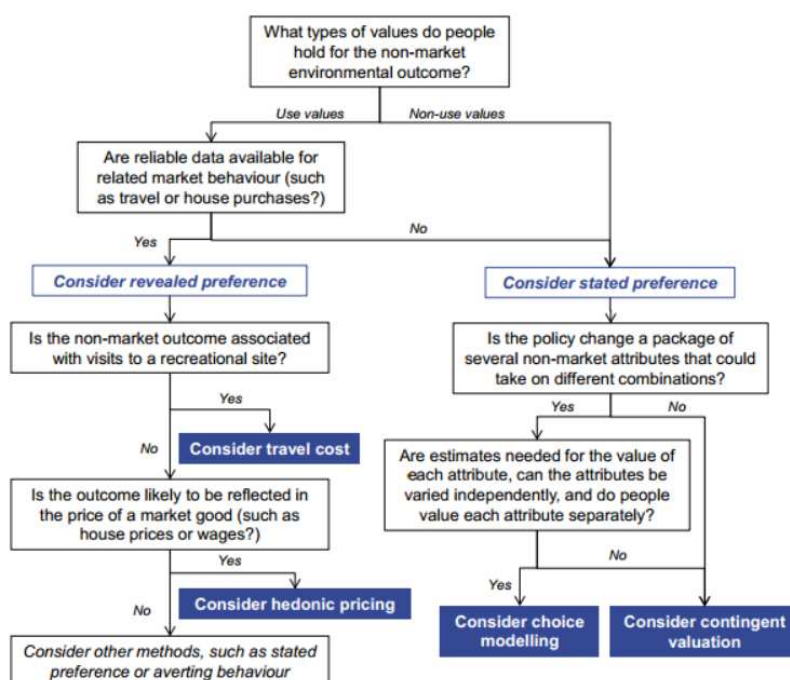 What types of values do people
hold for the non-market
environmental outcome?
Use values
Non-use values
Are reliable data available for
related market behaviour (such
as travel or house purchases?)
Yes
No
Consider revealed preference
Consider stated preference
Is the non-market outcome associated
with visits to a recreational site?
Is the policy change a package of
several non-market attributes that could
take on different combinations?
Yes
No
Consider travel cost
Yes
No
Is the outcome likely to be reflected in
the price of a market good (such as
house prices or wages?)
Are estimates needed for the value of
each attribute, can the attributes be
varied independently, and do people
value each attribute separately?
Yes
No
Consider hedonic pricing
Yes
No
Consider choice
modelling
Consider contingent
valuation
Consider other methods, such as stated
preference or averting behaviour